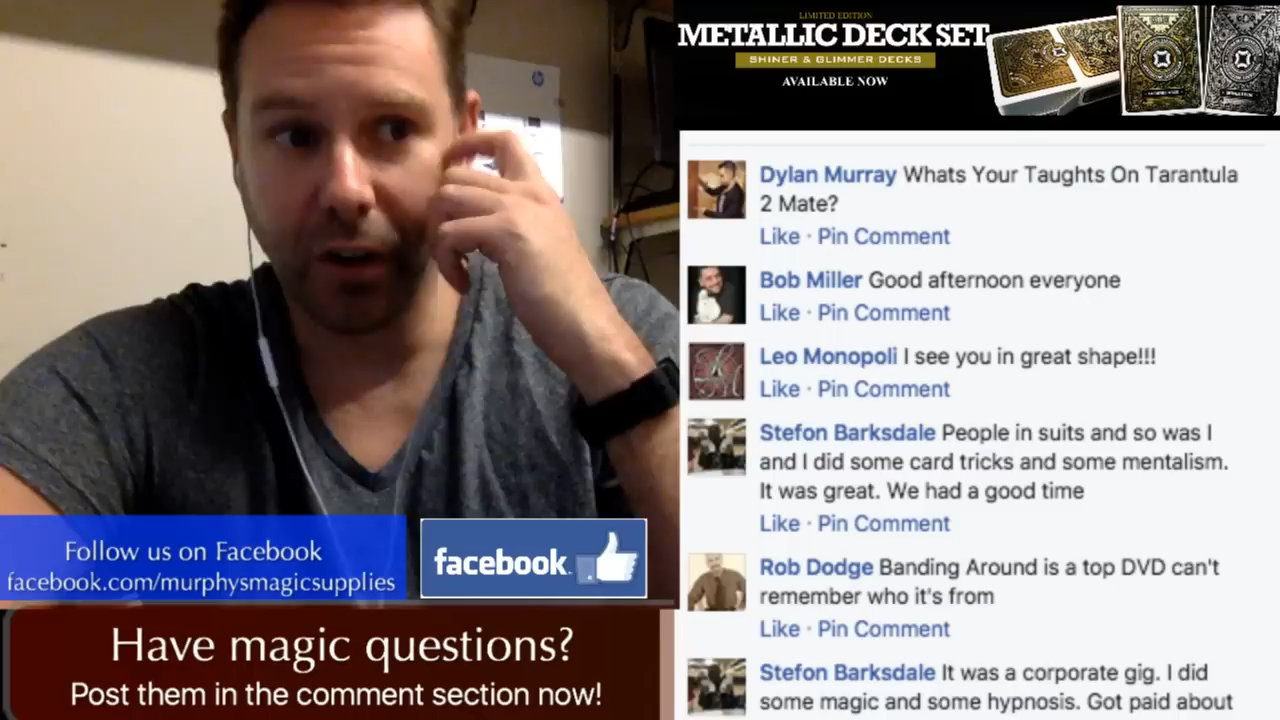 LIMITED EDITION
METALLIC DECK SET
SHINER & GLIMMER DECKS
AVAILABLE NOW
Dylan Murray Whats Your Taughts On Tarantula
2 Mate?
Like · Pin Comment
Bob Miller Good afternoon everyone
Like · Pin Comment
Leo Monopoli I see you in great shape!!!
Like · Pin Comment
Stefon Barksdale People in suits and so was I
and I did some card tricks and some mentalism.
It was great. We had a good time
Like · Pin Comment
Rob Dodge Banding Around is a top DVD can't
remember who it's from
Like · Pin Comment
Stefon Barksdale It was a corporate gig. I did
some magic and some hypnosis. Got paid about
Follow us on Facebook
facebook.com/murphysmagicsupplies
facebook
Have magic questions?
Post them in the comment section now!
hp